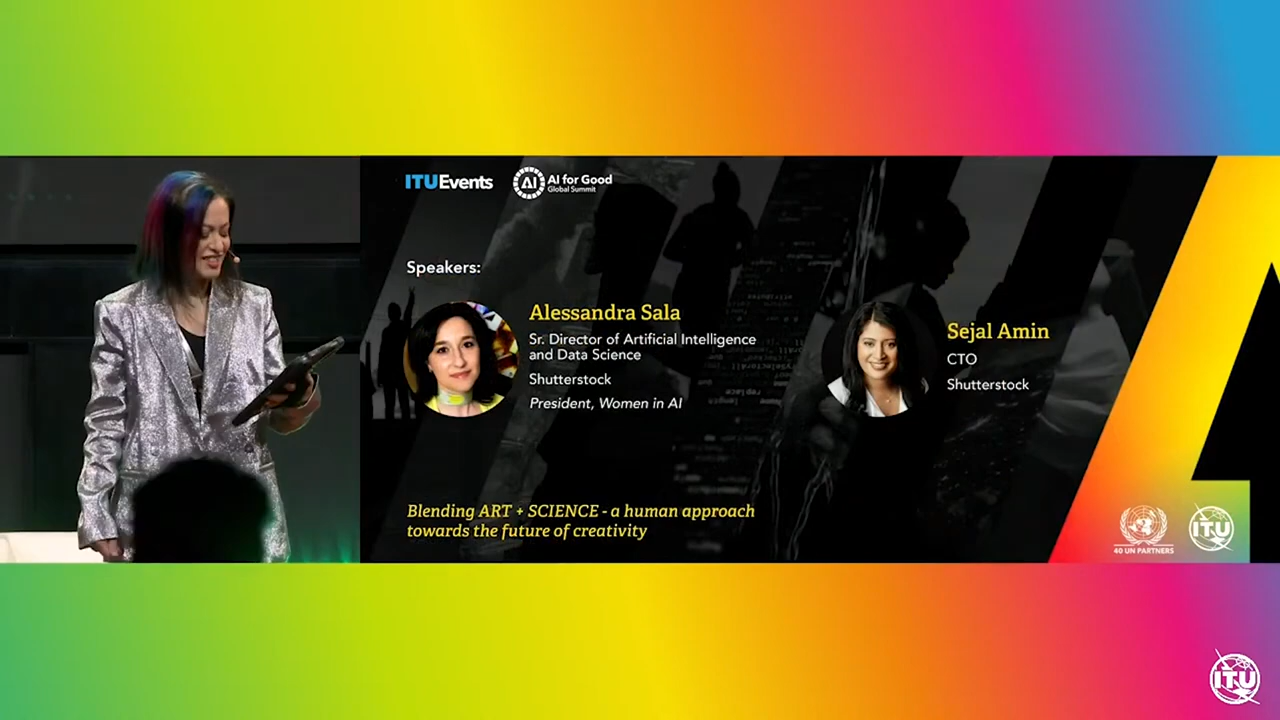 ITUEvents
AI
AI for Good
Global Summit
Speakers:
Alessandra Sala
Sr. Director of Artificial Intelligence
and Data Science
Shutterstock
President, Women in AI
Sejal Amin
CTO
Shutterstock
Blending ART + SCIENCE - a human approach
towards the future of creativity
40 UN PARTNERS
ITU
ITU